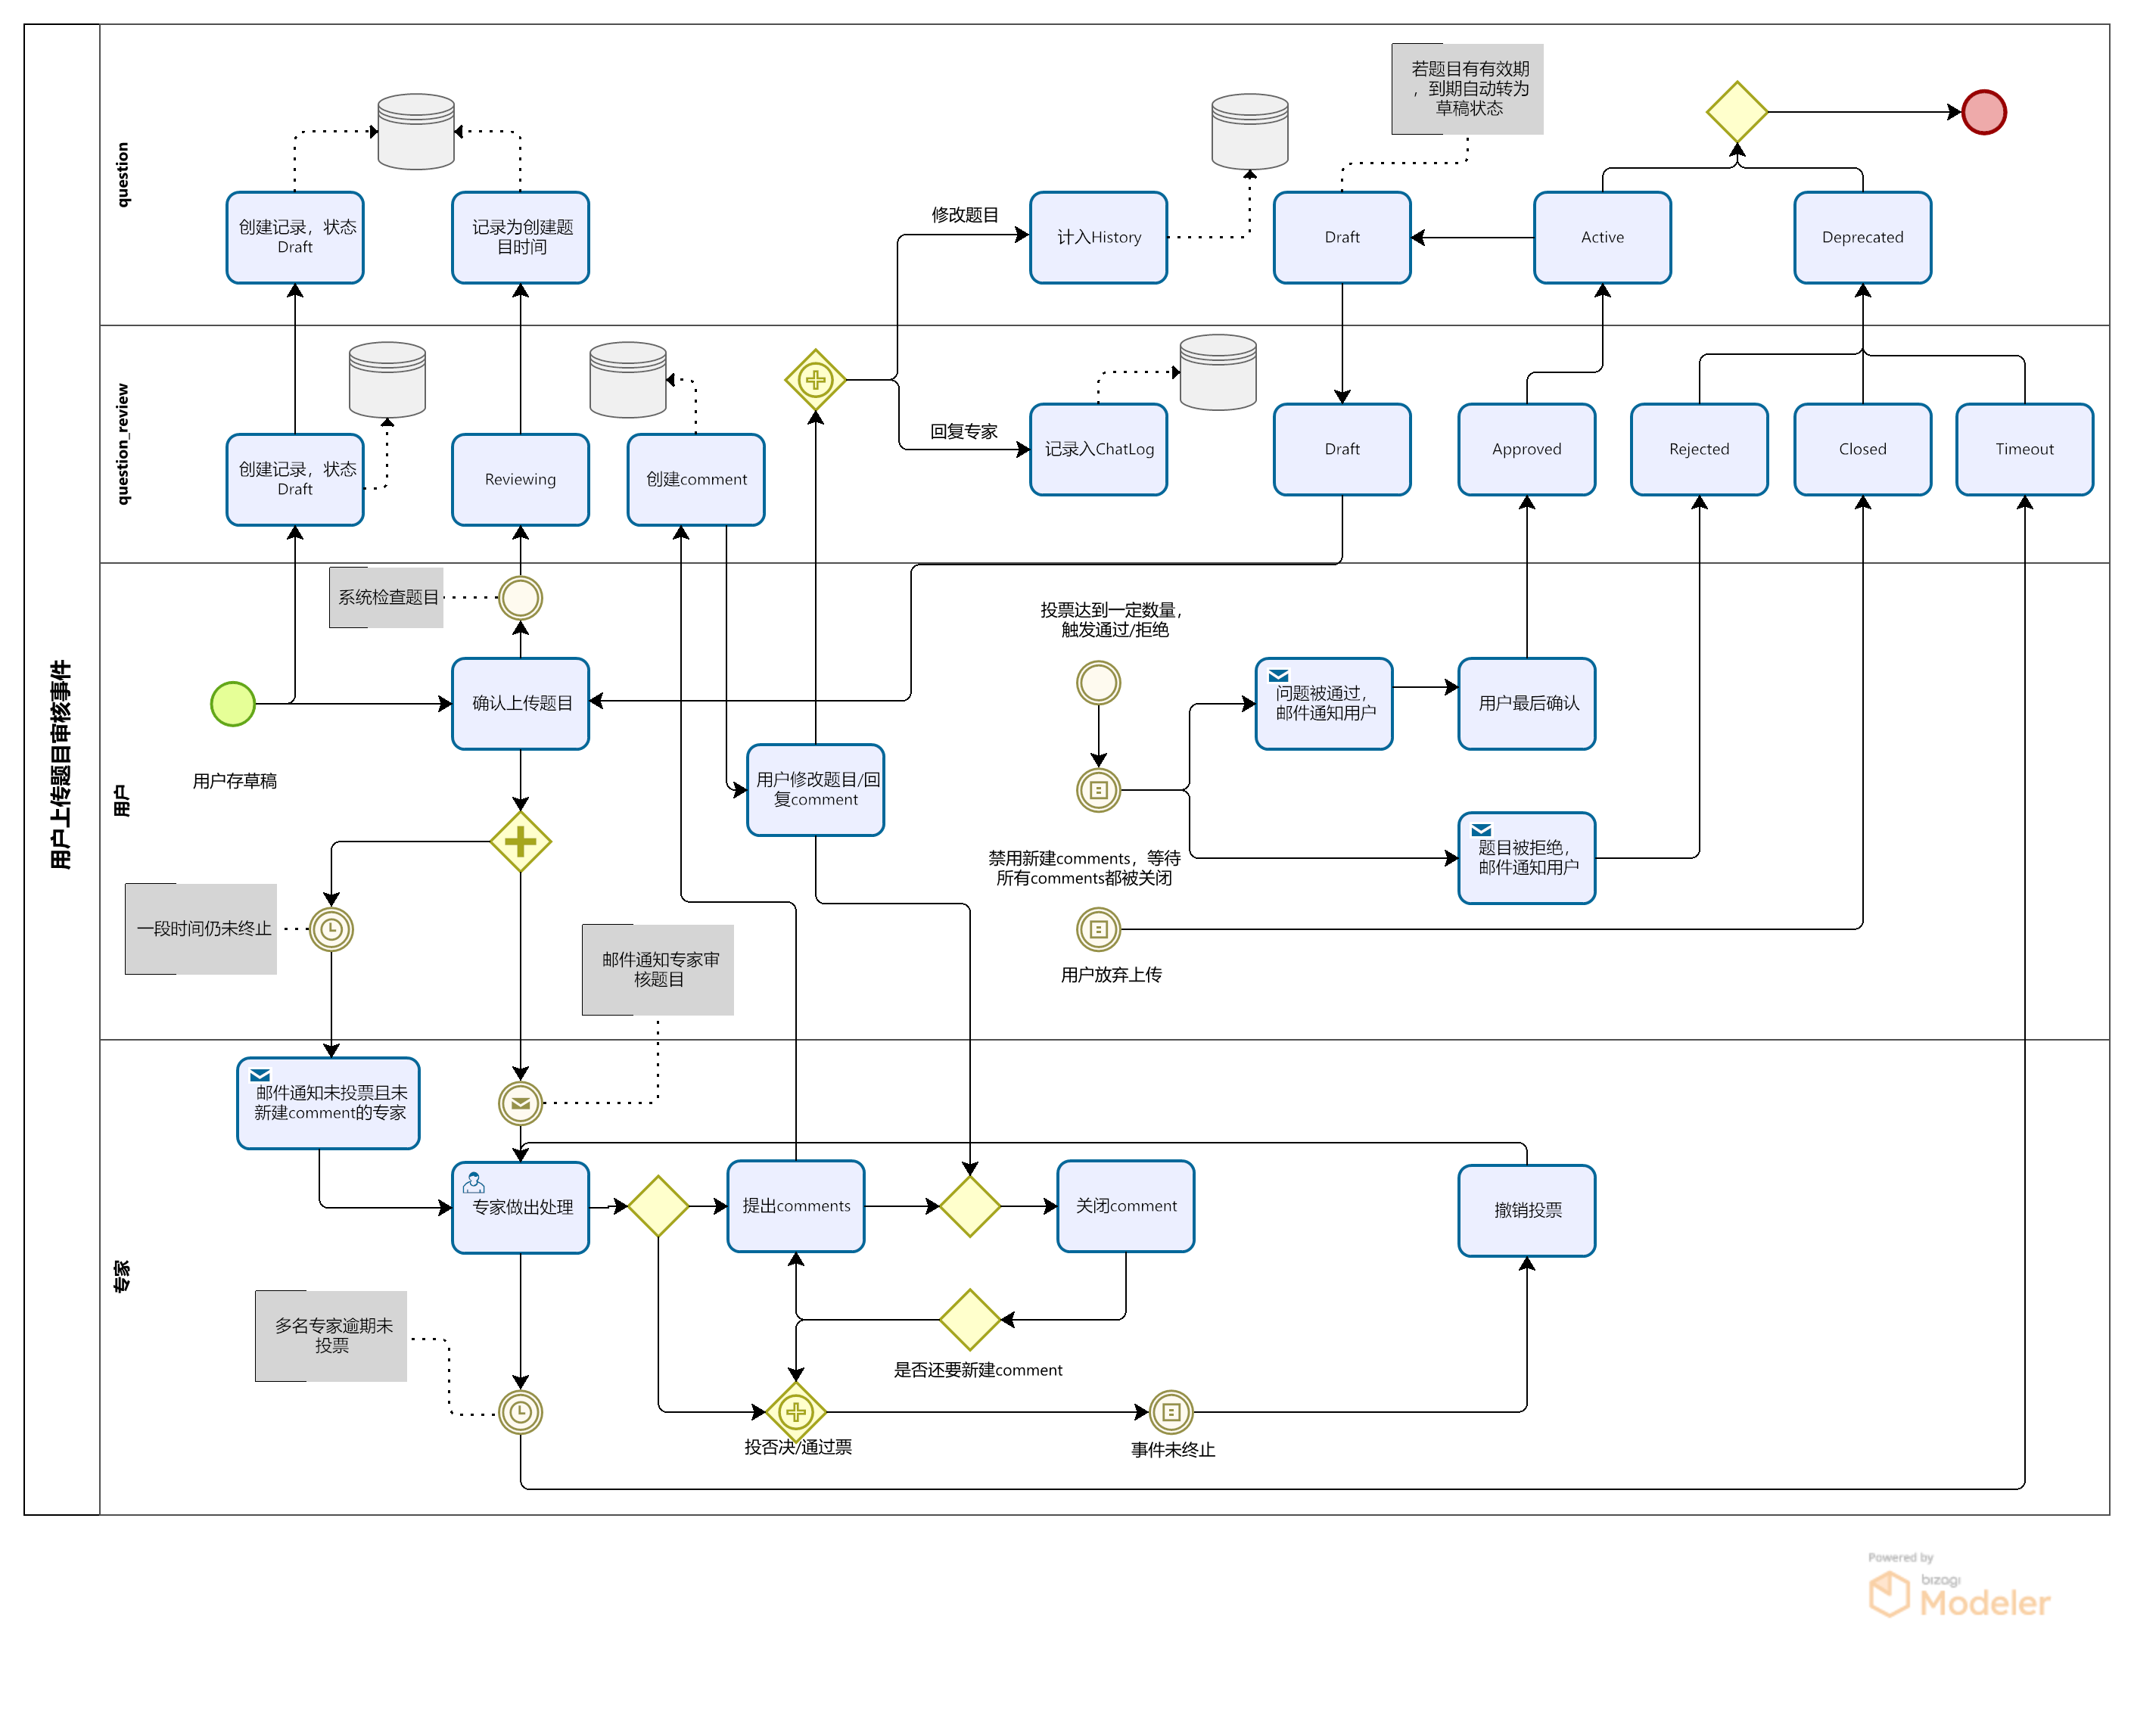 用户上传题目审核事件
question
若题目有有效期
，到期自动转为
草稿状态
创建记录，状态
Draft
记录为创建题
目时间
修改题目
计入History
Draft
Active
Deprecated
question_review
创建记录，状态
Draft
Reviewing
创建comment
回复专家
记录入ChatLog
Draft
Approved
Rejected
Closed
Timeout
用户
系统检查题目
用户存草稿
确认上传题目
用户修改题目/回
复comment
投票达到一定数量，
触发通过/拒绝
问题被通过，
邮件通知用户
用户最后确认
禁用新建comments，等待
所有comments都被关闭
题目被拒绝，
邮件通知用户
一段时间仍未终止
邮件通知专家审
核题目
用户放弃上传
专家
邮件通知未投票且未
新建comment的专家
专家做出处理
提出comments
关闭comment
撤销投票
多名专家逾期未
投票
是否还要新建comment
投否决/通过票
事件未终止
Powered by
bizagi
Modeler